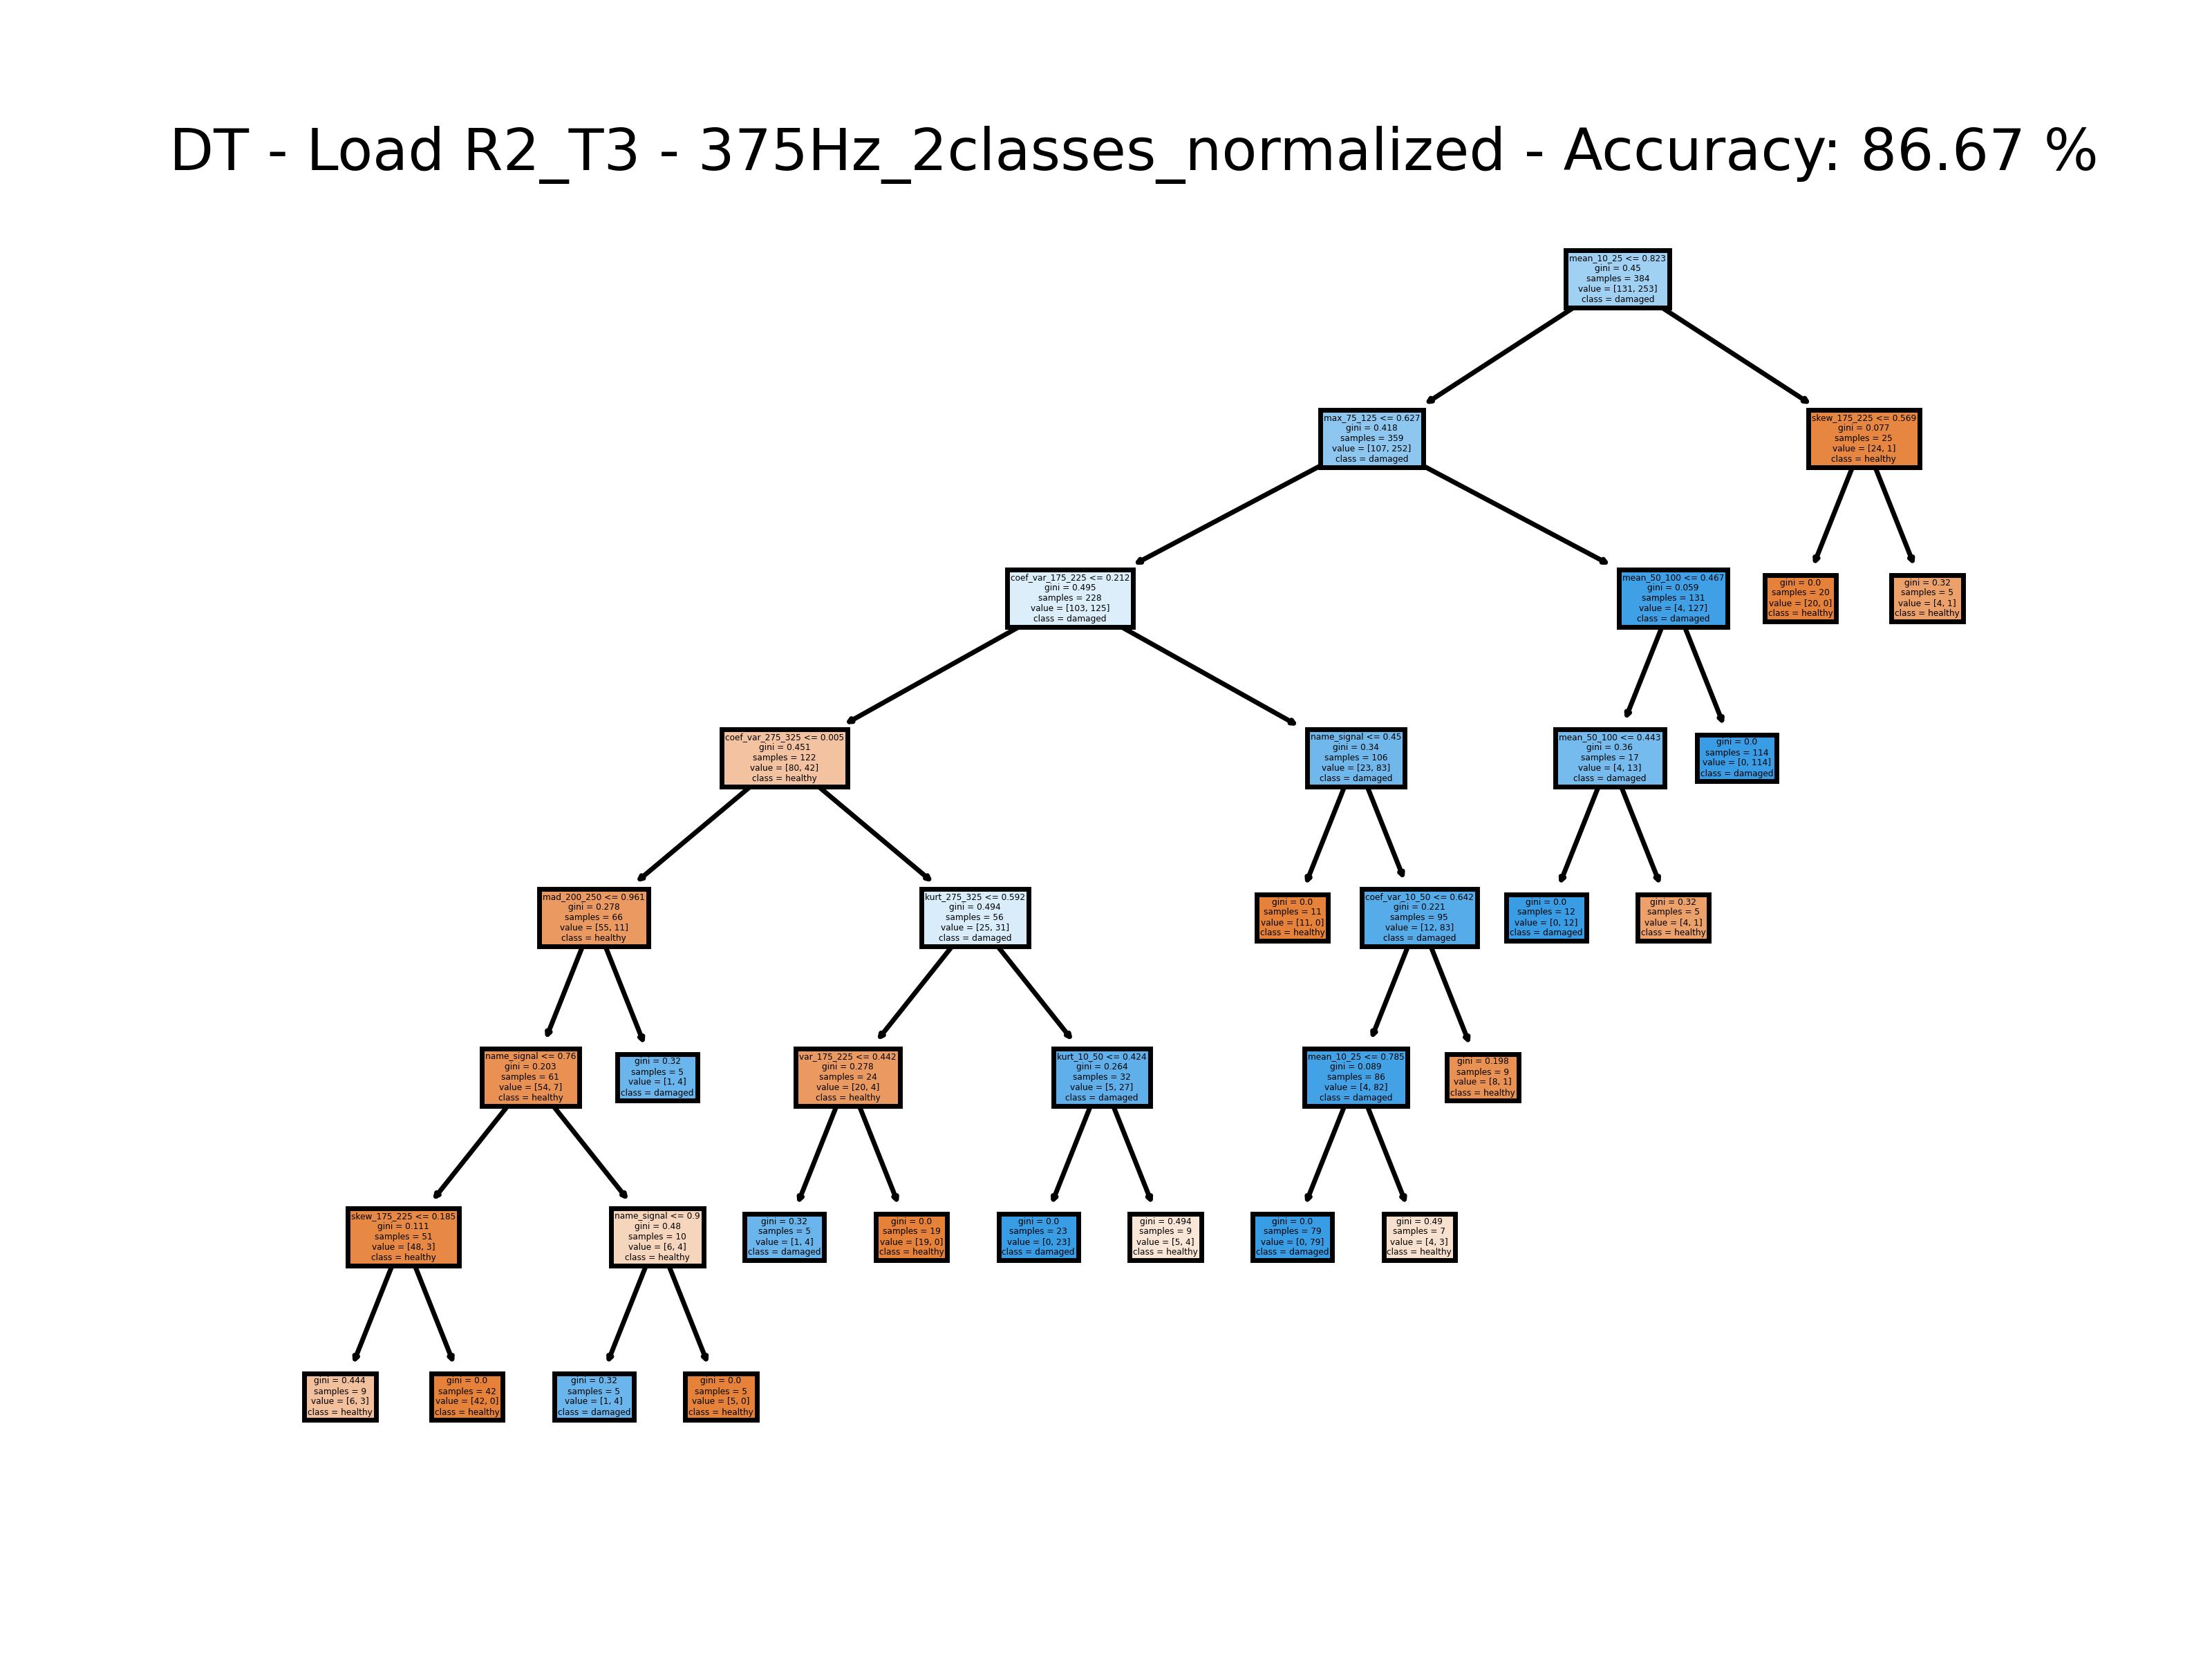 DT - Load R2_T3 - 375Hz_2classes_normalized - Accuracy: 86.67 %
mean_10_25 <= 0.823
gini = 0.45
samples = 384
value = [131, 253]
class = damaged
max_75_125 <= 0.627
gini = 0.418
samples = 359
value = [107, 252]
class = damaged
skew_175_225 <= 0.569
gini = 0.077
samples = 25
value = [24, 1]
class = healthy
coef_var_175_225 <= 0.212
gini = 0.495
samples = 228
value = [103, 125]
class = damaged
mean_50_100 <= 0.467
gini = 0.059
samples = 131
value = [4, 127]
class = damaged
gini = 0.0
samples = 20
value = [20, 0]
class = healthy
gini = 0.32
samples = 5
value = [4, 1]
class = healthy
coef_var_275_325 <= 0.005
gini = 0.451
samples = 122
value = [80, 42]
class = healthy
name_signal <= 0.45
gini = 0.34
samples = 106
value = [23, 83]
class = damaged
mean_50_100 <= 0.443
gini = 0.36
samples = 17
value = [4, 13]
class = damaged
gini = 0.0
samples = 114
value = [0, 114]
class = damaged
mad_200_250 <= 0.961
gini = 0.278
samples = 66
value = [55, 11]
class = healthy
kurt_275_325 <= 0.592
gini = 0.494
samples = 56
value = [25, 31]
class = damaged
gini = 0.0
samples = 11
value = [11, 0]
class = healthy
coef_var_10_50 <= 0.642
gini = 0.221
samples = 95
value = [12, 83]
class = damaged
gini = 0.0
samples = 12
value = [0, 12]
class = damaged
gini = 0.32
samples = 5
value = [4, 1]
class = healthy
name_signal <= 0.76
gini = 0.203
samples = 61
value = [54, 7]
class = healthy
gini = 0.32
samples = 5
value = [1, 4]
class = damaged
var_175_225 <= 0.442
gini = 0.278
samples = 24
value = [20, 4]
class = healthy
kurt_10_50 <= 0.424
gini = 0.264
samples = 32
value = [5, 27]
class = damaged
mean_10_25 <= 0.785
gini = 0.089
samples = 86
value = [4, 82]
class = damaged
gini = 0.198
samples = 9
value = [8, 1]
class = healthy
skew_175_225 <= 0.185
gini = 0.111
samples = 51
value = [48, 3]
class = healthy
name_signal <= 0.9
gini = 0.48
samples = 10
value = [6, 4]
class = healthy
gini = 0.32
samples = 5
value = [1, 4]
class = damaged
gini = 0.0
samples = 19
value = [19, 0]
class = healthy
gini = 0.0
samples = 23
value = [0, 23]
class = damaged
gini = 0.494
samples = 9
value = [5, 4]
class = healthy
gini = 0.0
samples = 79
value = [0, 79]
class = damaged
gini = 0.49
samples = 7
value = [4, 3]
class = healthy
gini = 0.444
samples = 9
value = [6, 3]
class = healthy
gini = 0.0
samples = 42
value = [42, 0]
class = healthy
gini = 0.32
samples = 5
value = [1, 4]
class = damaged
gini = 0.0
samples = 5
value = [5, 0]
class = healthy